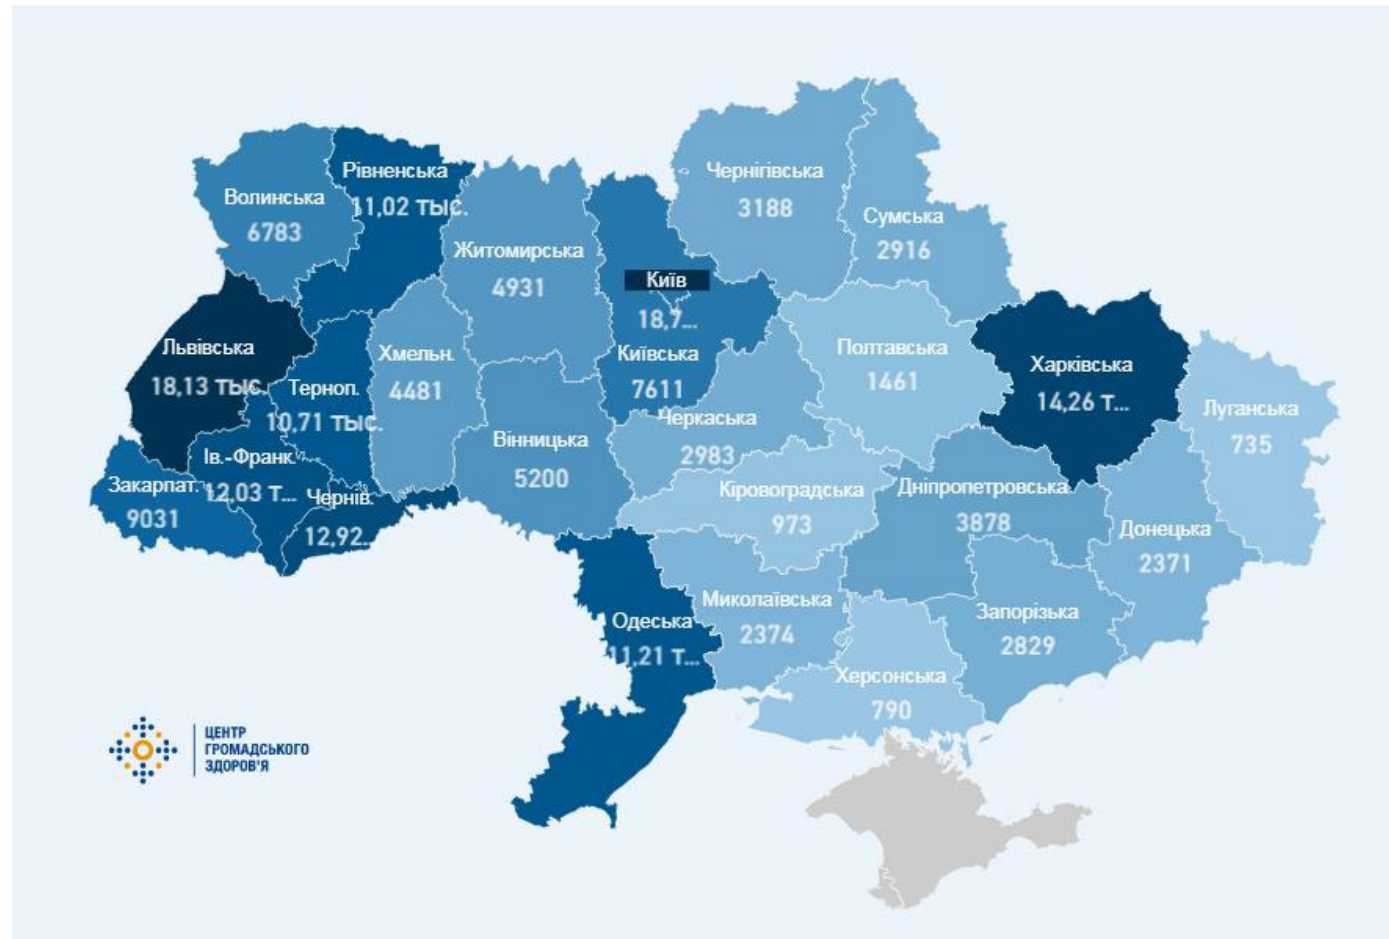 Чернігівська
3188
Рівненська
11,02 тыс.
Волинська
6783
Сумська
2916
Житомирська
4931
Київ
18,7...
Львівська
18,13 тыс.
Хмельн.
4481
Київська
7611
Полтавська
1461
Харківська
14,26 т...
Терноп.
10,71 тыс.
Черкаська
2983
Луганська
735
Вінницька
5200
Ів.-Франк.
12,03 т...
Закарпат.
9031
Чернів.
12,92...
Кіровоградська
973
Дніпропетровська
3878
Донецька
2371
Миколаївська
2374
Запорізька
2829
Одеська
11,21 т...
Херсонська
790
ЦЕНТР
ГРОМАДСЬКОГО
ЗДОРОВ'Я